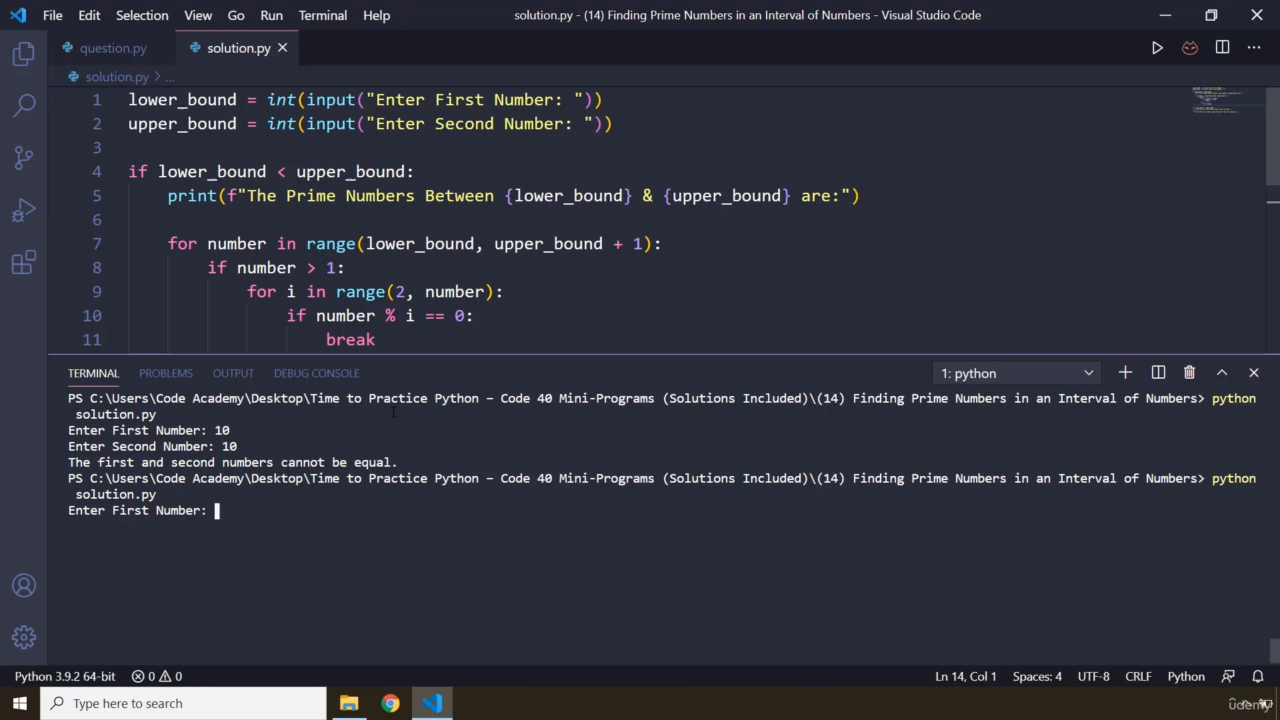 File Edit Selection View Go Run Terminal Help solution.py - (14) Finding Prime Numbers in an Interval of Numbers - Visual Studio Code
question.py solution.py
solution.py > ...
1 lower_bound = int(input("Enter First Number: "))
2 upper_bound = int(input("Enter Second Number: "))
3
4 if lower_bound < upper_bound:
5 print(f"The Prime Numbers Between {lower_bound} & {upper_bound} are:")
6
7 for number in range(lower_bound, upper_bound + 1):
8 if number > 1:
9 for i in range(2, number):
10 if number % i == 0:
11 break
TERMINAL PROBLEMS OUTPUT DEBUG CONSOLE 1: python
PS C:\Users\Code Academy\Desktop\Time to Practice Python – Code 40 Mini-Programs (Solutions Included)\(14) Finding Prime Numbers in an Interval of Numbers> python
solution.py
Enter First Number: 10
Enter Second Number: 10
The first and second numbers cannot be equal.
PS C:\Users\Code Academy\Desktop\Time to Practice Python – Code 40 Mini-Programs (Solutions Included)\(14) Finding Prime Numbers in an Interval of Numbers> python
solution.py
Enter First Number:
Python 3.9.2 64-bit 0 0 Ln 14, Col 1 Spaces: 4 UTF-8 CRLF Python
Type here to search udemy